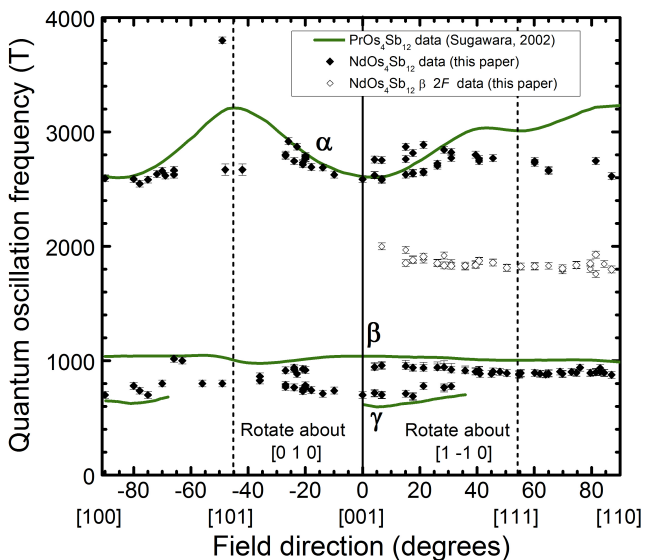 4000
3000
2000
1000
0
Quantum oscillation frequency (T)
PrOs₄Sb₁₂ data (Sugawara, 2002)
NdOs₄Sb₁₂ data (this paper)
NdOs₄Sb₁₂ β 2F data (this paper)
α
β
γ
Rotate about
[0 1 0]
Rotate about
[1 -1 0]
-80 -60 -40 -20 0 20 40 60 80
[100] [101] [001] [111] [110]
Field direction (degrees)